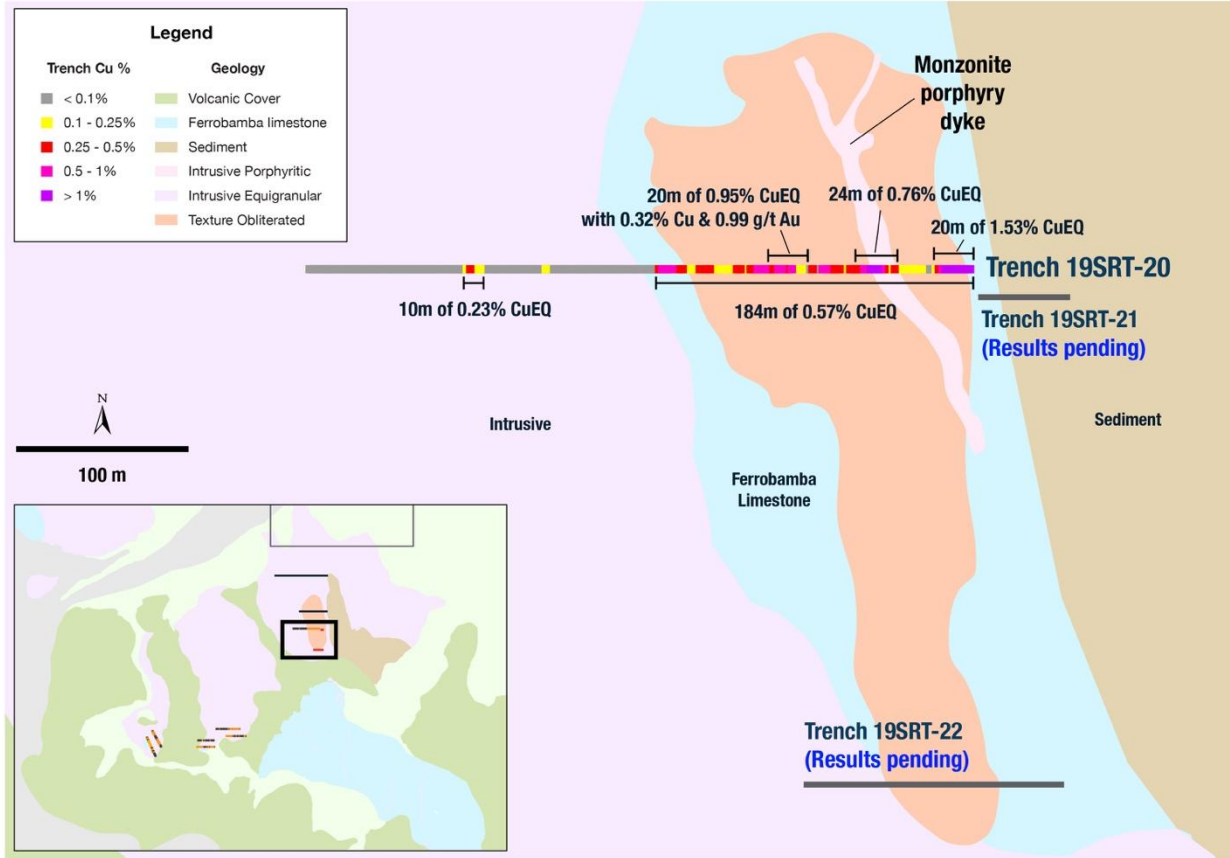 Legend
Trench Cu %
< 0.1%
0.1 - 0.25%
0.25 - 0.5%
0.5 - 1%
> 1%
Geology
Volcanic Cover
Ferrobamba limestone
Sediment
Intrusive Porphyritic
Intrusive Equigranular
Texture Obliterated
Monzonite
porphyry
dyke
20m of 0.95% CuEQ
with 0.32% Cu & 0.99 g/t Au
24m of 0.76% CuEQ
20m of 1.53% CuEQ
Trench 19SRT-20
10m of 0.23% CuEQ
184m of 0.57% CuEQ
Trench 19SRT-21
(Results pending)
N
100 m
Intrusive
Sediment
Ferrobamba
Limestone
Trench 19SRT-22
(Results pending)